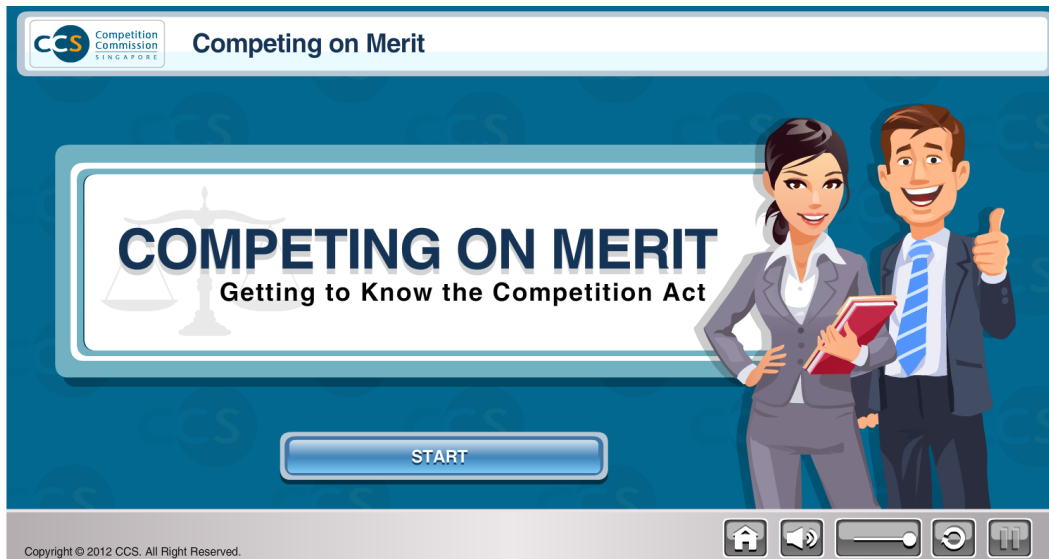 CCS
Competition
Commission
SINGAPORE
Competing on Merit
COMPETING ON MERIT
Getting to Know the Competition Act
START
Copyright © 2012 CCS. All Right Reserved.